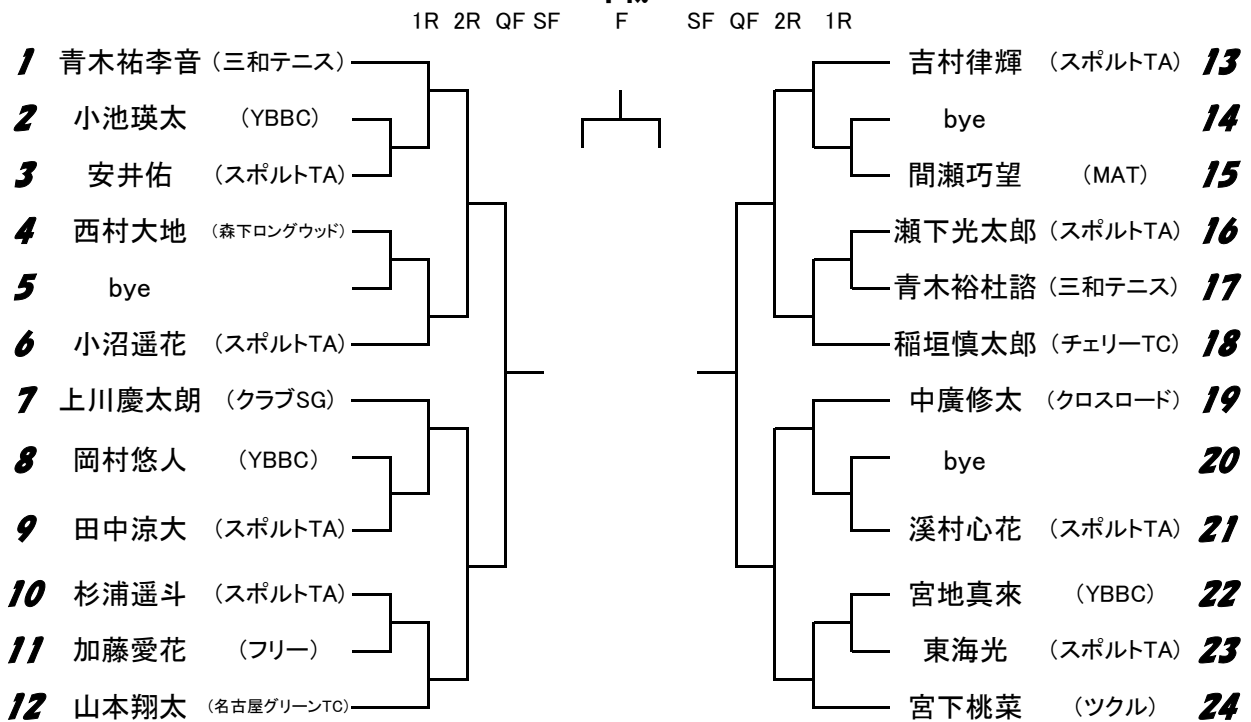 1R 2R QF SF F SF QF 2R 1R
1 青木祐李音 (三和テニス) 吉村律輝 (スポルトTA) 13
2 小池瑛太 (YBBC) bye 14
3 安井佑 (スポルトTA) 間瀬巧望 (MAT) 15
4 西村大地 (森下ロングウッド) 瀬下光太郎 (スポルトTA) 16
5 bye 青木裕杜諮 (三和テニス) 17
6 小沼遥花 (スポルトTA) 稲垣慎太郎 (チェリーTC) 18
7 上川慶太朗 (クラブSG) 中廣修太 (クロスロード) 19
8 岡村悠人 (YBBC) bye 20
9 田中涼大 (スポルトTA) 溪村心花 (スポルトTA) 21
10 杉浦遥斗 (スポルトTA) 宮地真來 (YBBC) 22
11 加藤愛花 (フリー) 東海光 (スポルトTA) 23
12 山本翔太 (名古屋グリーンTC) 宮下桃菜 (ツクル) 24